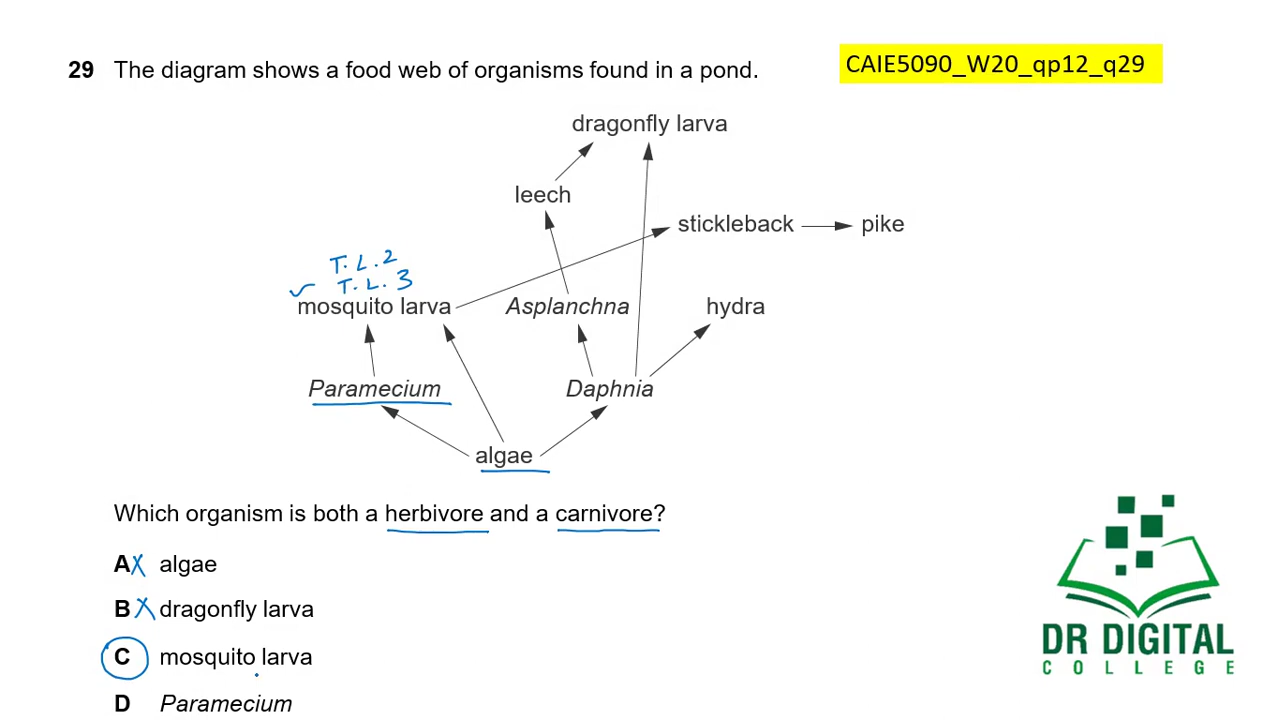 29 The diagram shows a food web of organisms found in a pond.
CAIE5090_W20_qp12_q29
dragonfly larva
leech
stickleback
pike
T.L.2
T.L.3
mosquito larva
Asplanchna
hydra
Paramecium
Daphnia
algae
Which organism is both a herbivore and a carnivore?
A algae
B dragonfly larva
C mosquito larva
D Paramecium
DR DIGITAL
COLLEGE